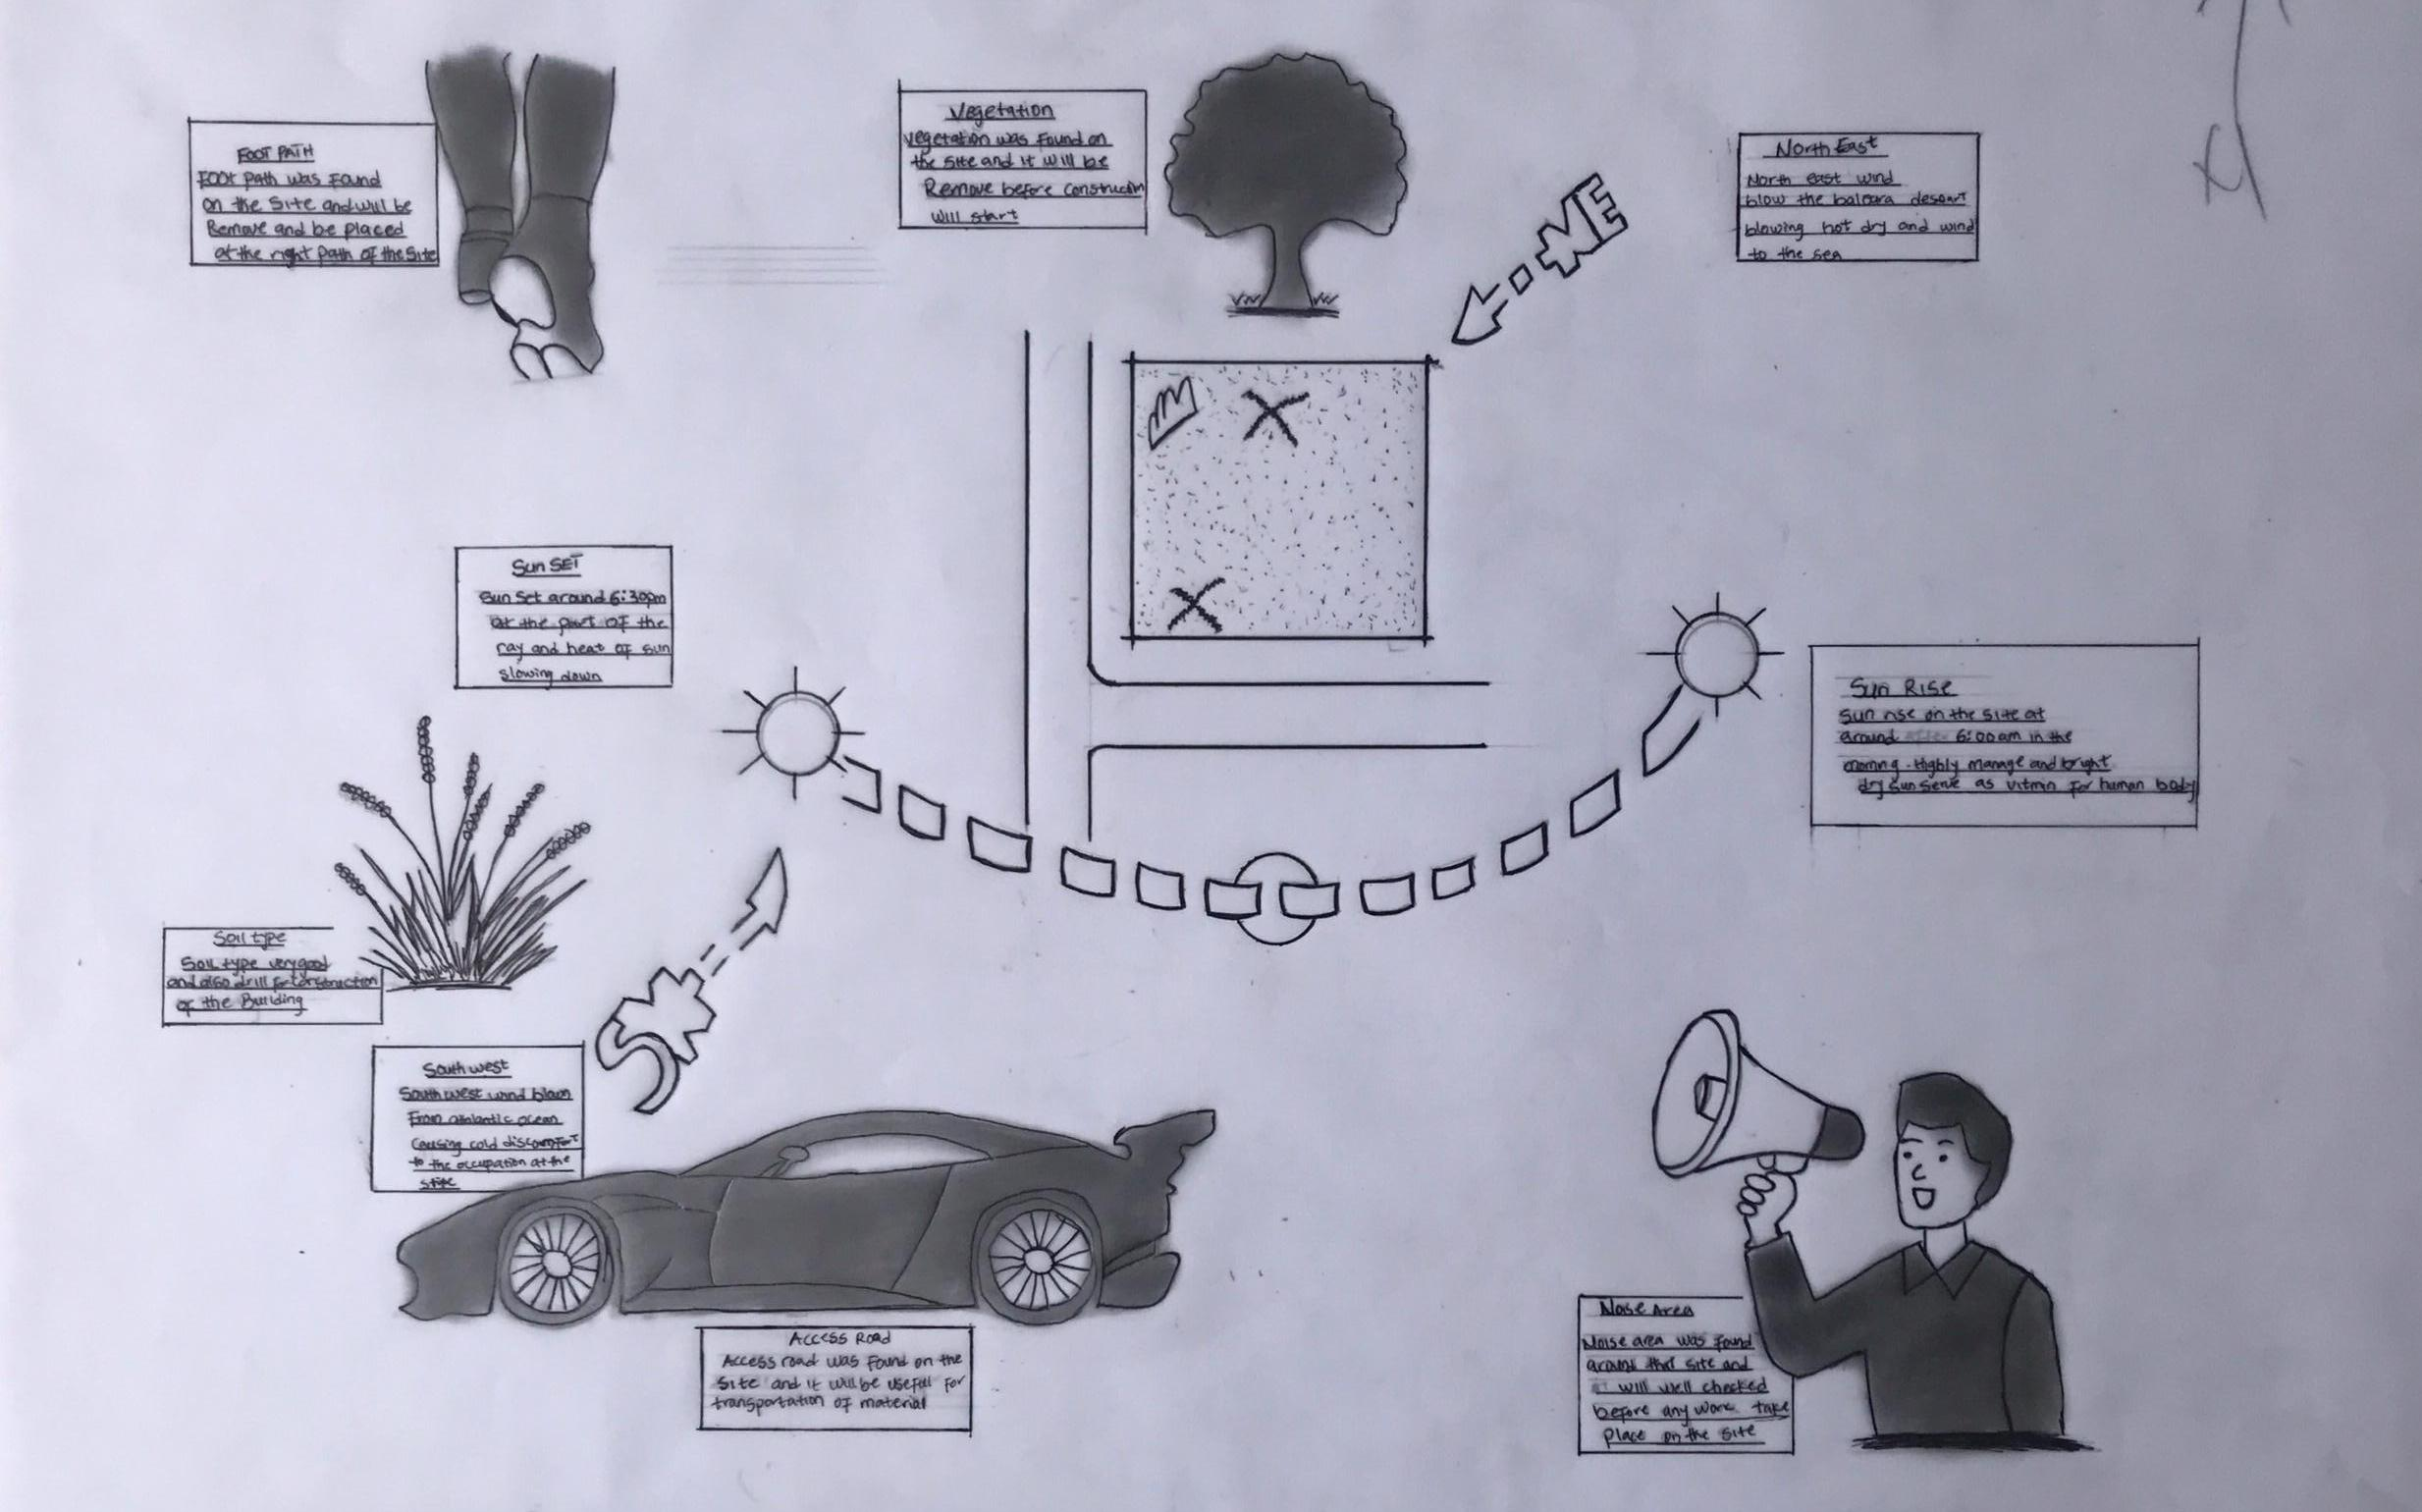 FOOT PATH
Foot path was Found
on the site and will be
Remove and be placed
at the right path of the site
Vegetation
vegetation was Found on
the site and it will be
Remove before construction
will start
NE
North East
North east wind
blow the desart
blowing hot dry and wind
to the sea
Sun SET
Sun Set around 6:30pm
at the part of the
ray and heat of sun
slowing down
Sun Rise
Sun rise on the site at
around 6:00am in the
morning. Highly manage and bright
dry sun serve as vitmin for human body
Soil type
Soil type very good
and also drill for construction
of the Building
SW
South west
South west wind
From atnlantic ocean
Causing cold discomfort
to the occupation at the
site
Access Road
Access road was Found on the
site and it will be usefull for
transportation of material
Noise Area
Noise area was found
around that site and
will well checked
before any work take
place on the site